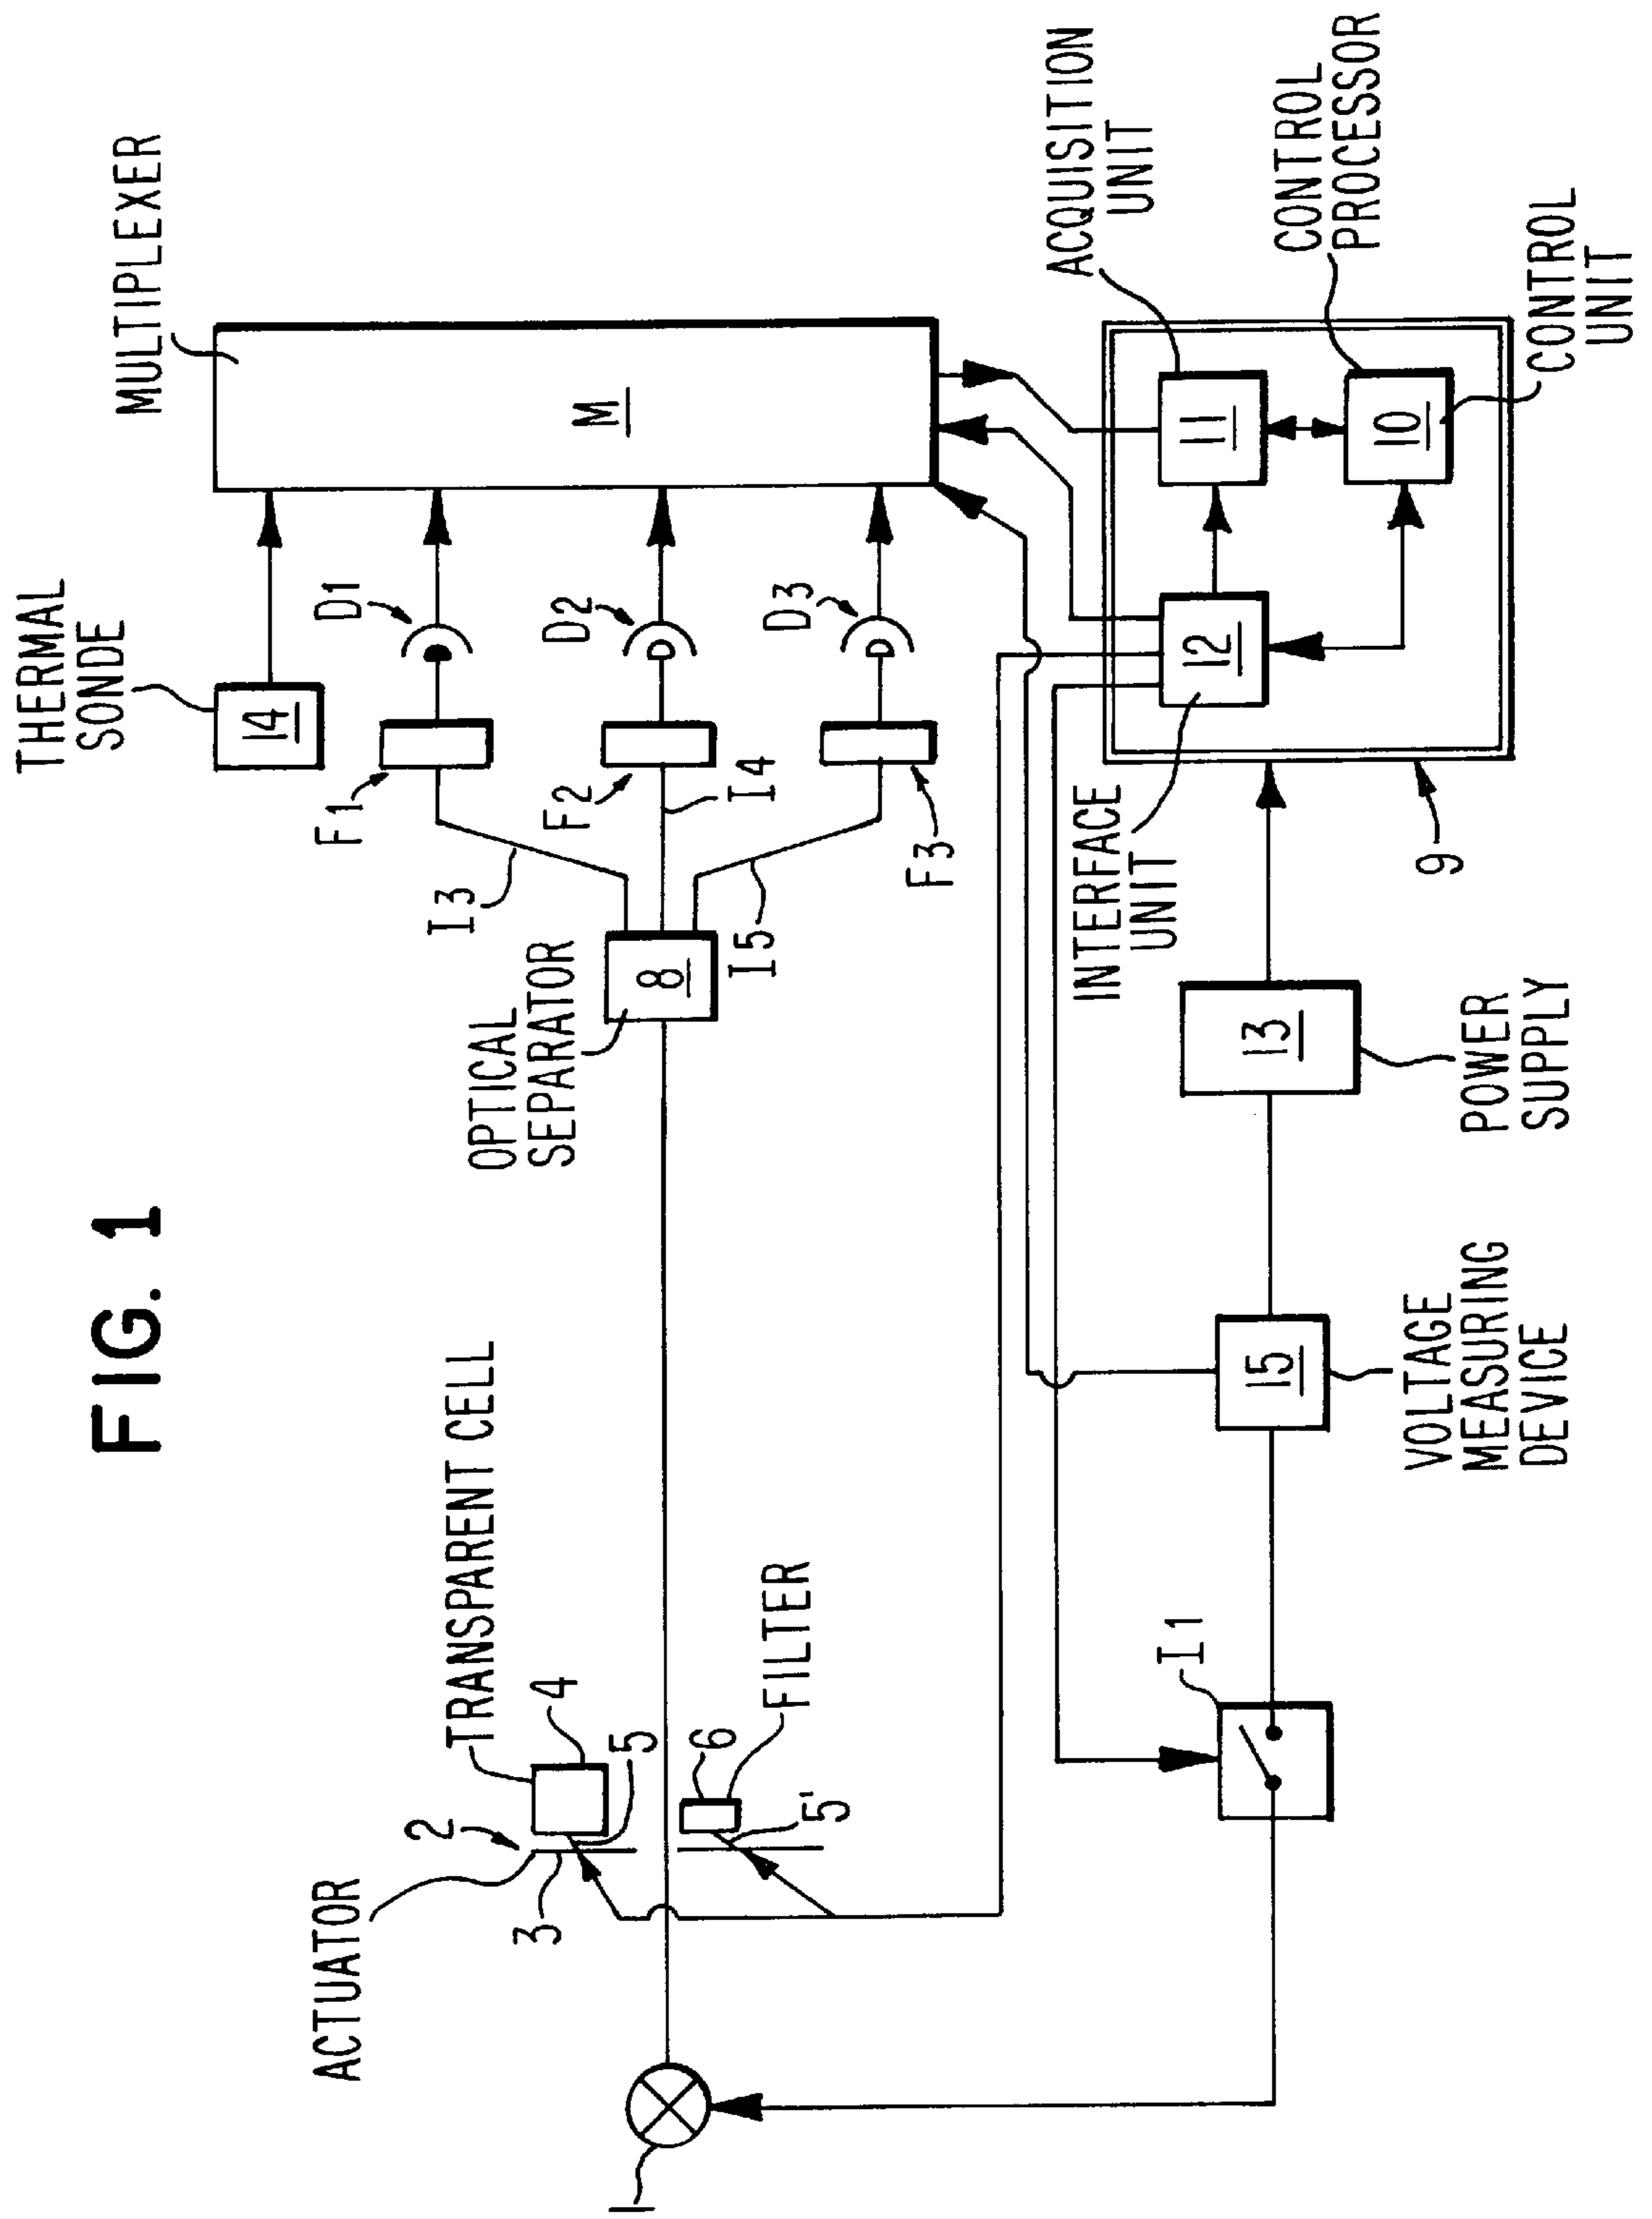 FIG. 1
THERMAL
SONDE
14
MULTIPLEXER
M
D1
D2
D3
F1
F2
F3
I3
I4
I5
OPTICAL
SEPARATOR
8
TRANSPARENT CELL
4
5
ACTUATOR
2
3
6
FILTER
5'
1
I1
VOLTAGE
MEASURING
DEVICE
15
POWER
SUPPLY
13
INTERFACE
UNIT
12
9
ACQUISITION
UNIT
11
CONTROL
PROCESSOR
10
CONTROL
UNIT